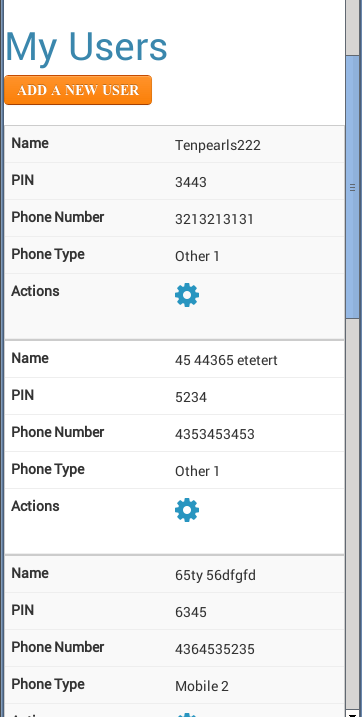 My Users
ADD A NEW USER
Name Tenpearls222
PIN 3443
Phone Number 3213213131
Phone Type Other 1
Actions
Name 45 44365 etetert
PIN 5234
Phone Number 4353453453
Phone Type Other 1
Actions
Name 65ty 56dfgfd
PIN 6345
Phone Number 4364535235
Phone Type Mobile 2